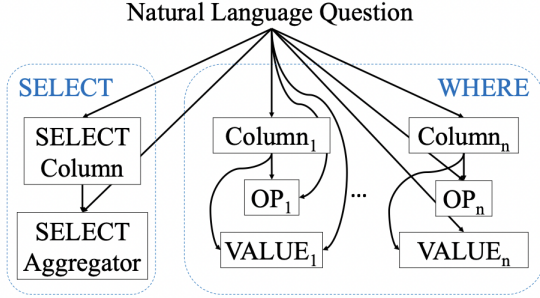 Natural Language Question
SELECT
WHERE
SELECT
Column
Column₁
Columnₙ
OP₁
...
OPₙ
SELECT
Aggregator
VALUE₁
VALUEₙ